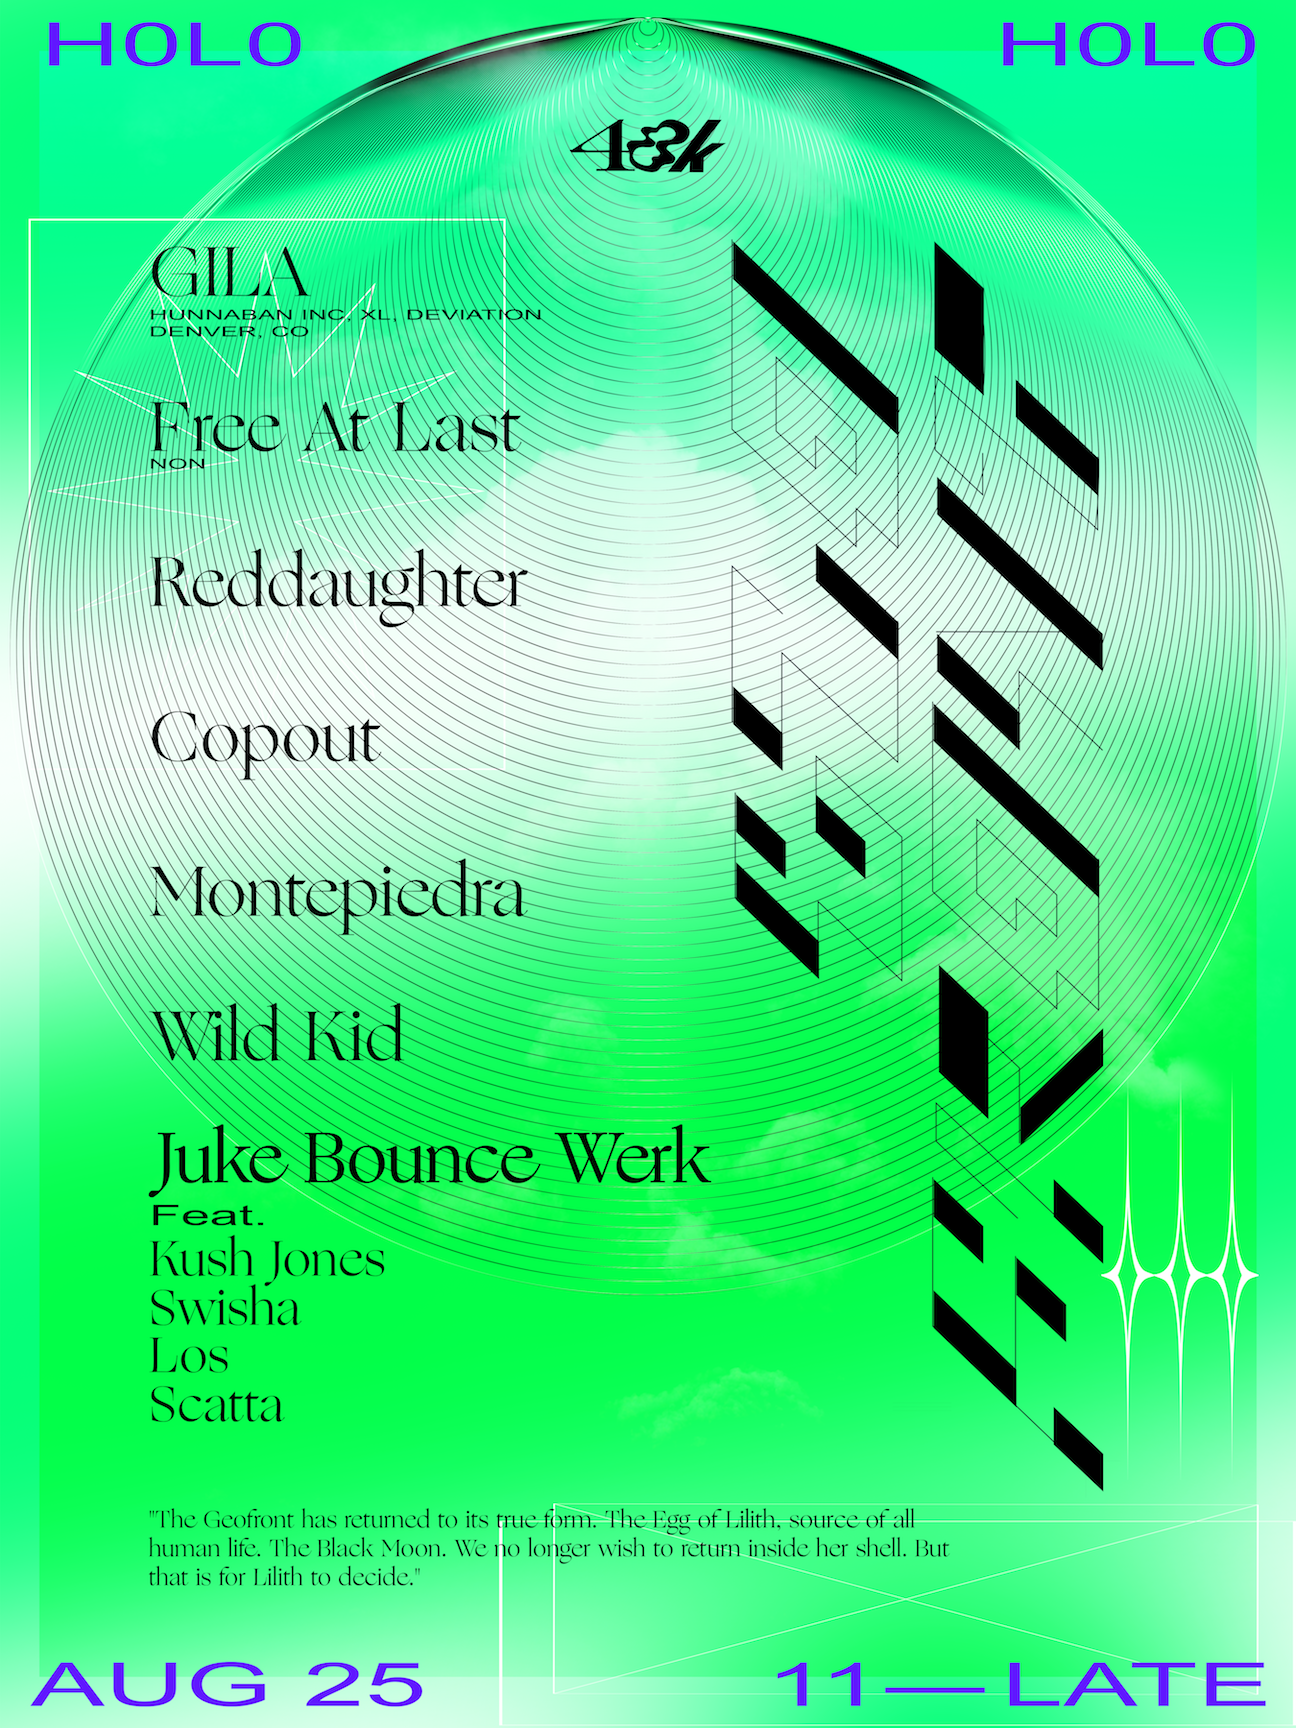 HOLO
HOLO
48k
GILA
HUNNABAN INC, XL, DEVIATION
DENVER, CO
Free At Last
NON
Reddaughter
Copout
Montepiedra
Wild Kid
Juke Bounce Werk
Feat.
Kush Jones
Swisha
Los
Scatta
"The Geofront has returned to its true form. The Egg of Lilith, source of all
human life. The Black Moon. We no longer wish to return inside her shell. But
that is for Lilith to decide."
AUG 25
11—LATE